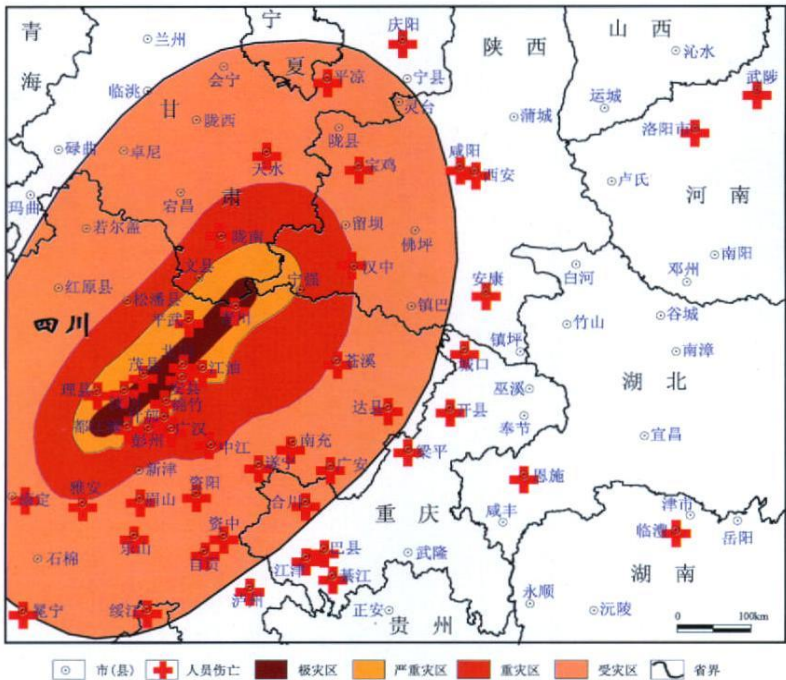 宁
庆阳
山 西
青
兰州
陕 西
沁水
海
夏
会宁
平凉
宁县
武陟
临洮
甘
灵台
运城
陇西
蒲城
洛阳市
陇县
碌曲
卓尼
天水
宝鸡
咸阳
西安
卢氏
河 南
玛曲
宕昌
肃
若尔盖
陇南
留坝
佛坪
南阳
文县
汉中
安康
白河
邓州
红原县
松潘县
宁强
四川
平武
青川
镇巴
谷城
竹山
镇坪
南漳
茂县
江油
苍溪
城口
湖 北
理县
安县
绵竹
达县
开县
巫溪
奉节
宜昌
彭州
广汉
中江
南充
梁平
新津
遂宁
广安
恩施
康定
雅安
眉山
资阳
合川
重 庆
咸丰
津市
临澧
岳阳
乐山
资中
巴县
石棉
自贡
江津
武隆
綦江
湖 南
冕宁
绥江
泸州
正安
永顺
沅陵
贵 州
0 100km
市(县) 人员伤亡 极灾区 严重灾区 重灾区 受灾区 省界